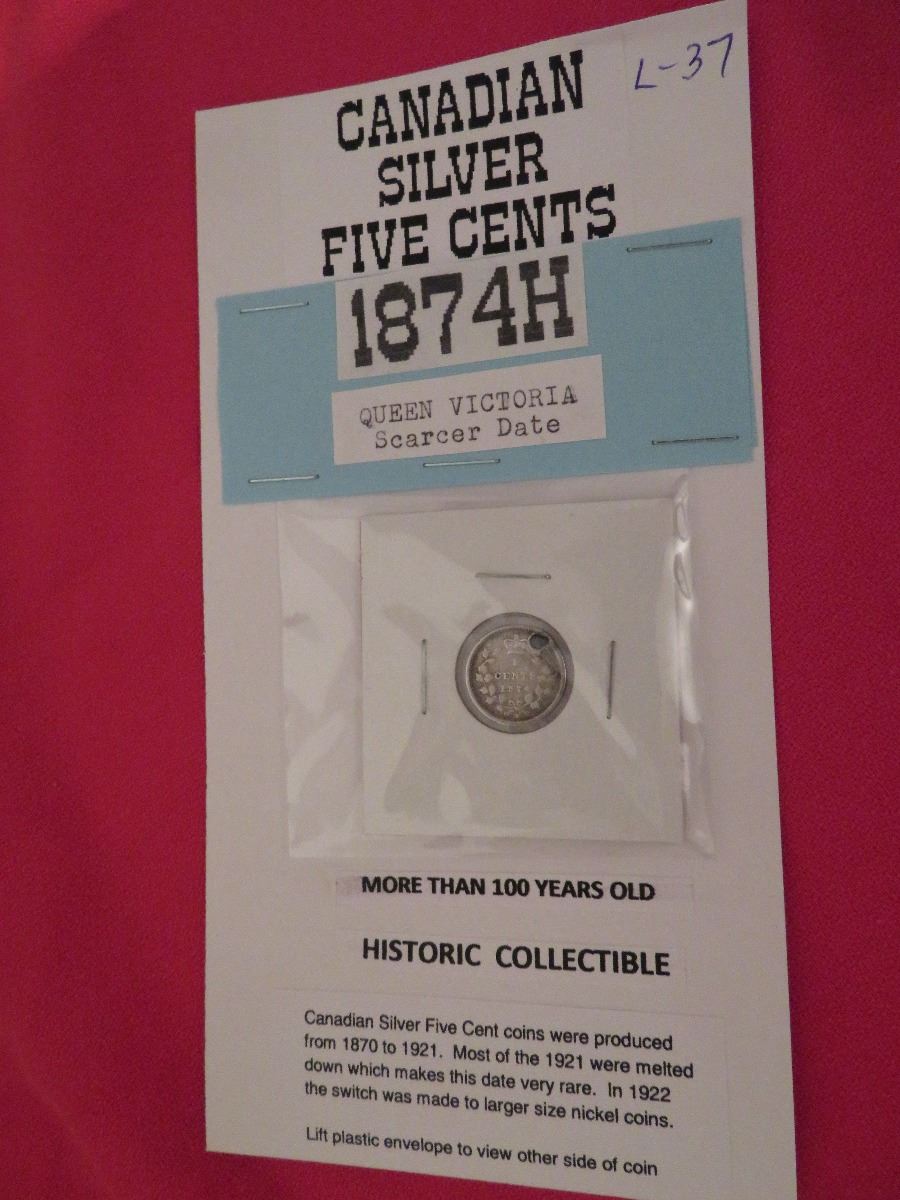 L-37
CANADIAN
SILVER
FIVE CENTS
1874H
QUEEN VICTORIA
Scarcer Date
CENTS
MORE THAN 100 YEARS OLD
HISTORIC COLLECTIBLE
Canadian Silver Five Cent coins were produced
from 1870 to 1921. Most of the 1921 were melted
down which makes this date very rare. In 1922
the switch was made to larger size nickel coins.
Lift plastic envelope to view other side of coin